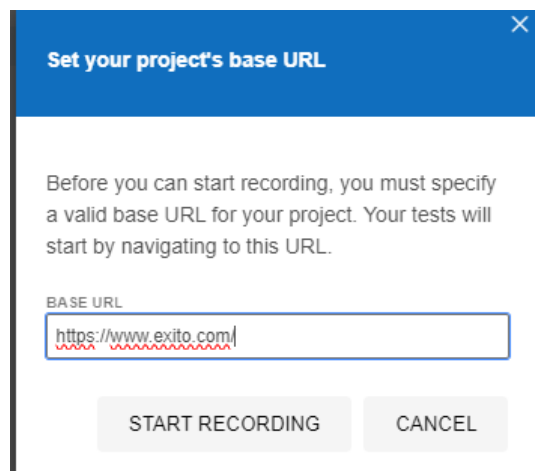 Set your project's base URL
Before you can start recording, you must specify
a valid base URL for your project. Your tests will
start by navigating to this URL.
BASE URL
https://www.exito.com/
START RECORDING CANCEL